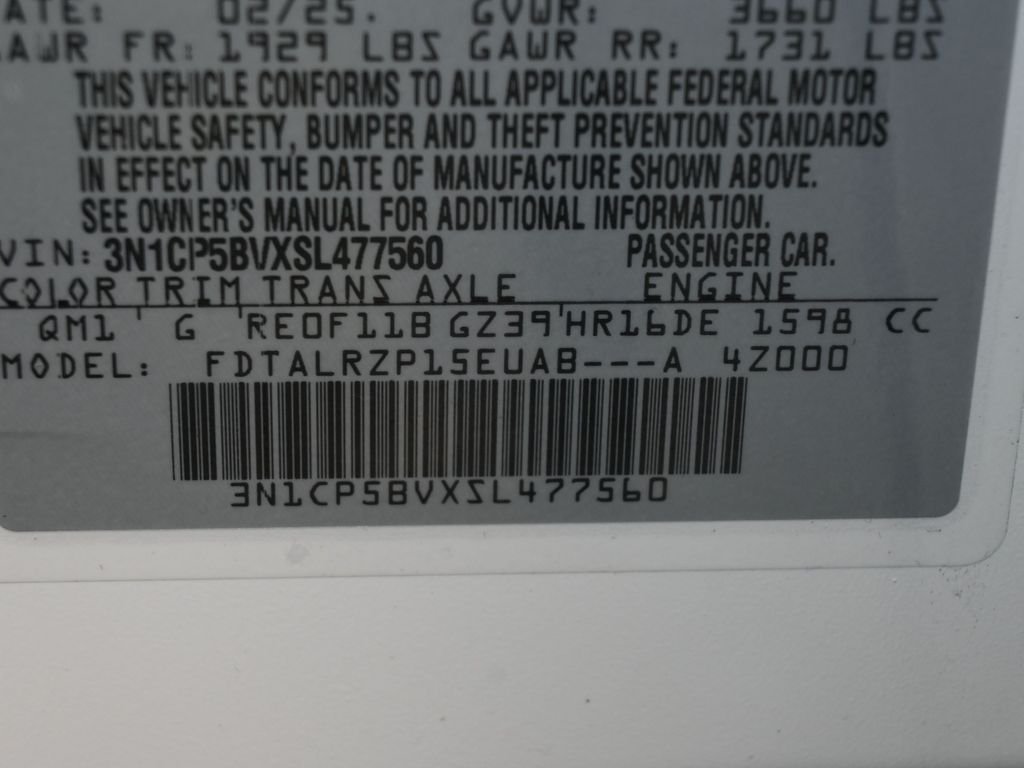 ATE: 02/25. GVWR: 3660 LBS
AWR FR: 1929 LBS GAWR RR: 1731 LBS
THIS VEHICLE CONFORMS TO ALL APPLICABLE FEDERAL MOTOR
VEHICLE SAFETY, BUMPER AND THEFT PREVENTION STANDARDS
IN EFFECT ON THE DATE OF MANUFACTURE SHOWN ABOVE.
SEE OWNER'S MANUAL FOR ADDITIONAL INFORMATION.
VIN: 3N1CP5BVXSL477560 PASSENGER CAR.
COLOR TRIM TRANS AXLE ENGINE
QM1 ' G 'RE0F11B GZ39'HR16DE 1598 CC
MODEL: FDTALRZP15EUAB---A 4Z000
3N1CP5BVXSL477560